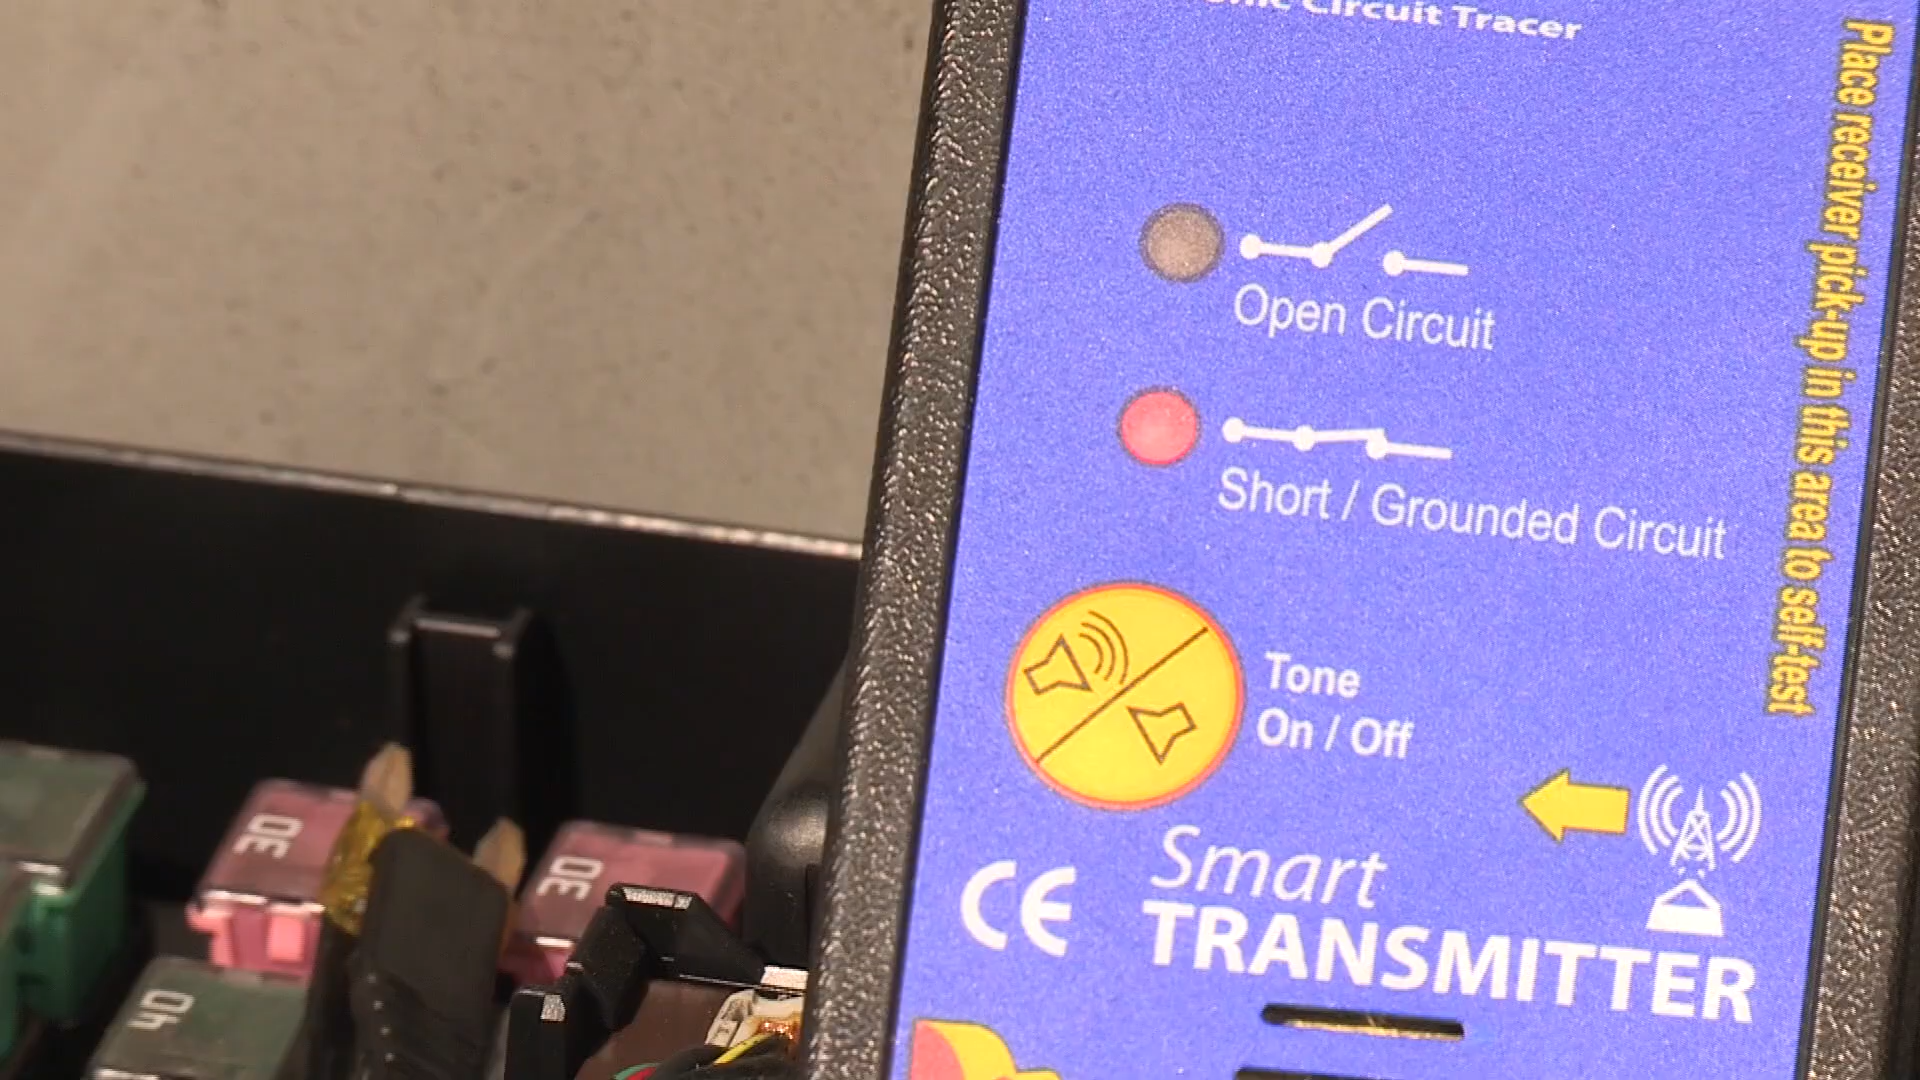 Circuit Tracer
Open Circuit
Short / Grounded Circuit
Tone
On / Off
Smart
TRANSMITTER
CE
Place receiver pick-up in this area to self-test
30
30
40